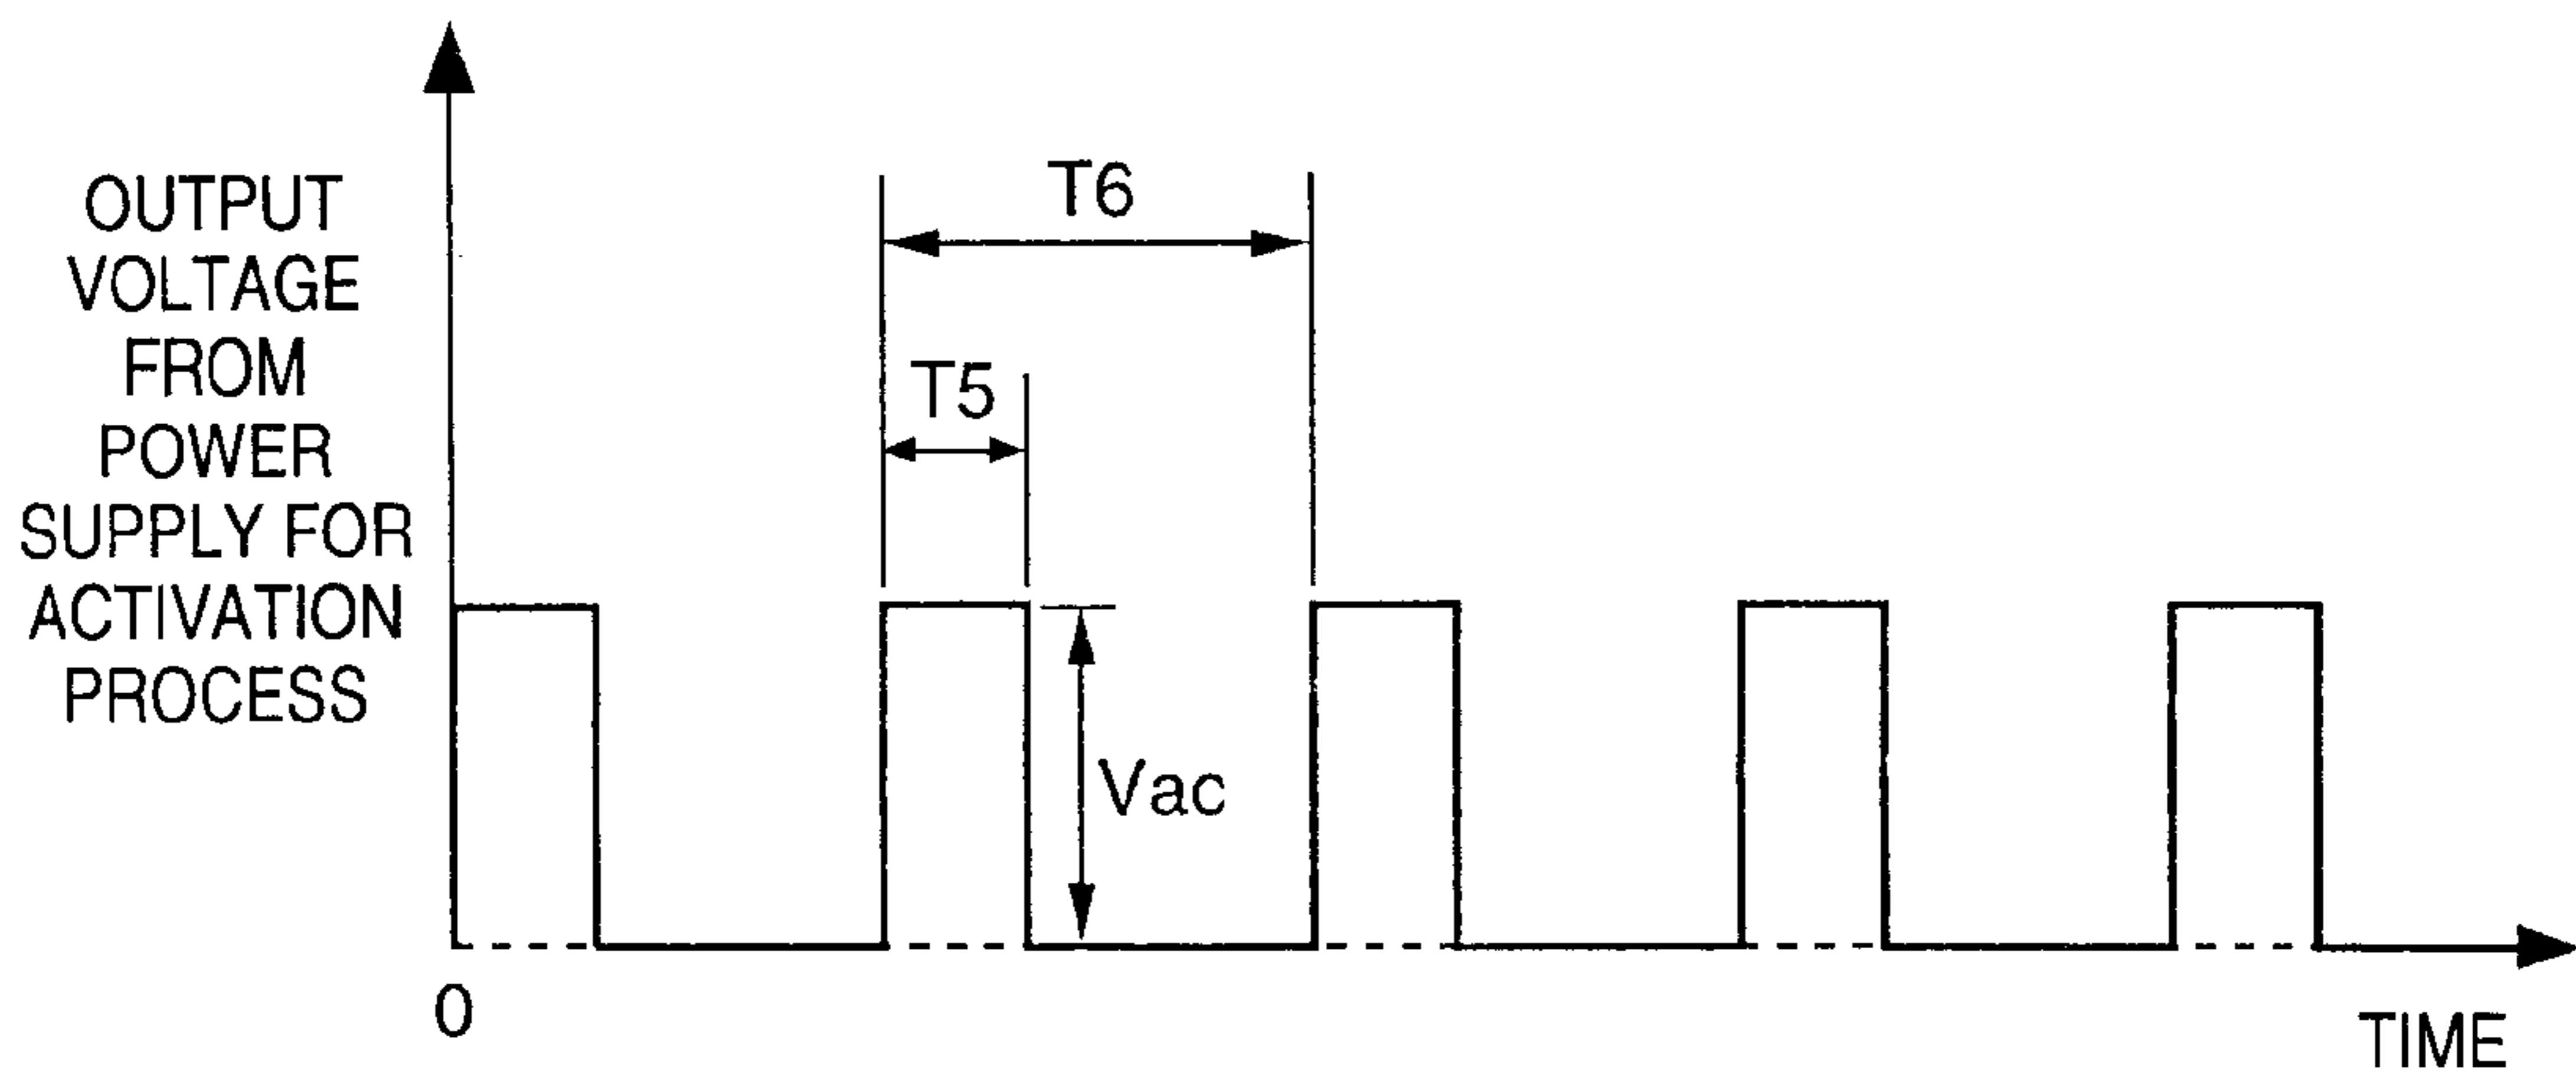 OUTPUT
VOLTAGE
FROM
POWER
SUPPLY FOR
ACTIVATION
PROCESS
T6
T5
Vac
0
TIME